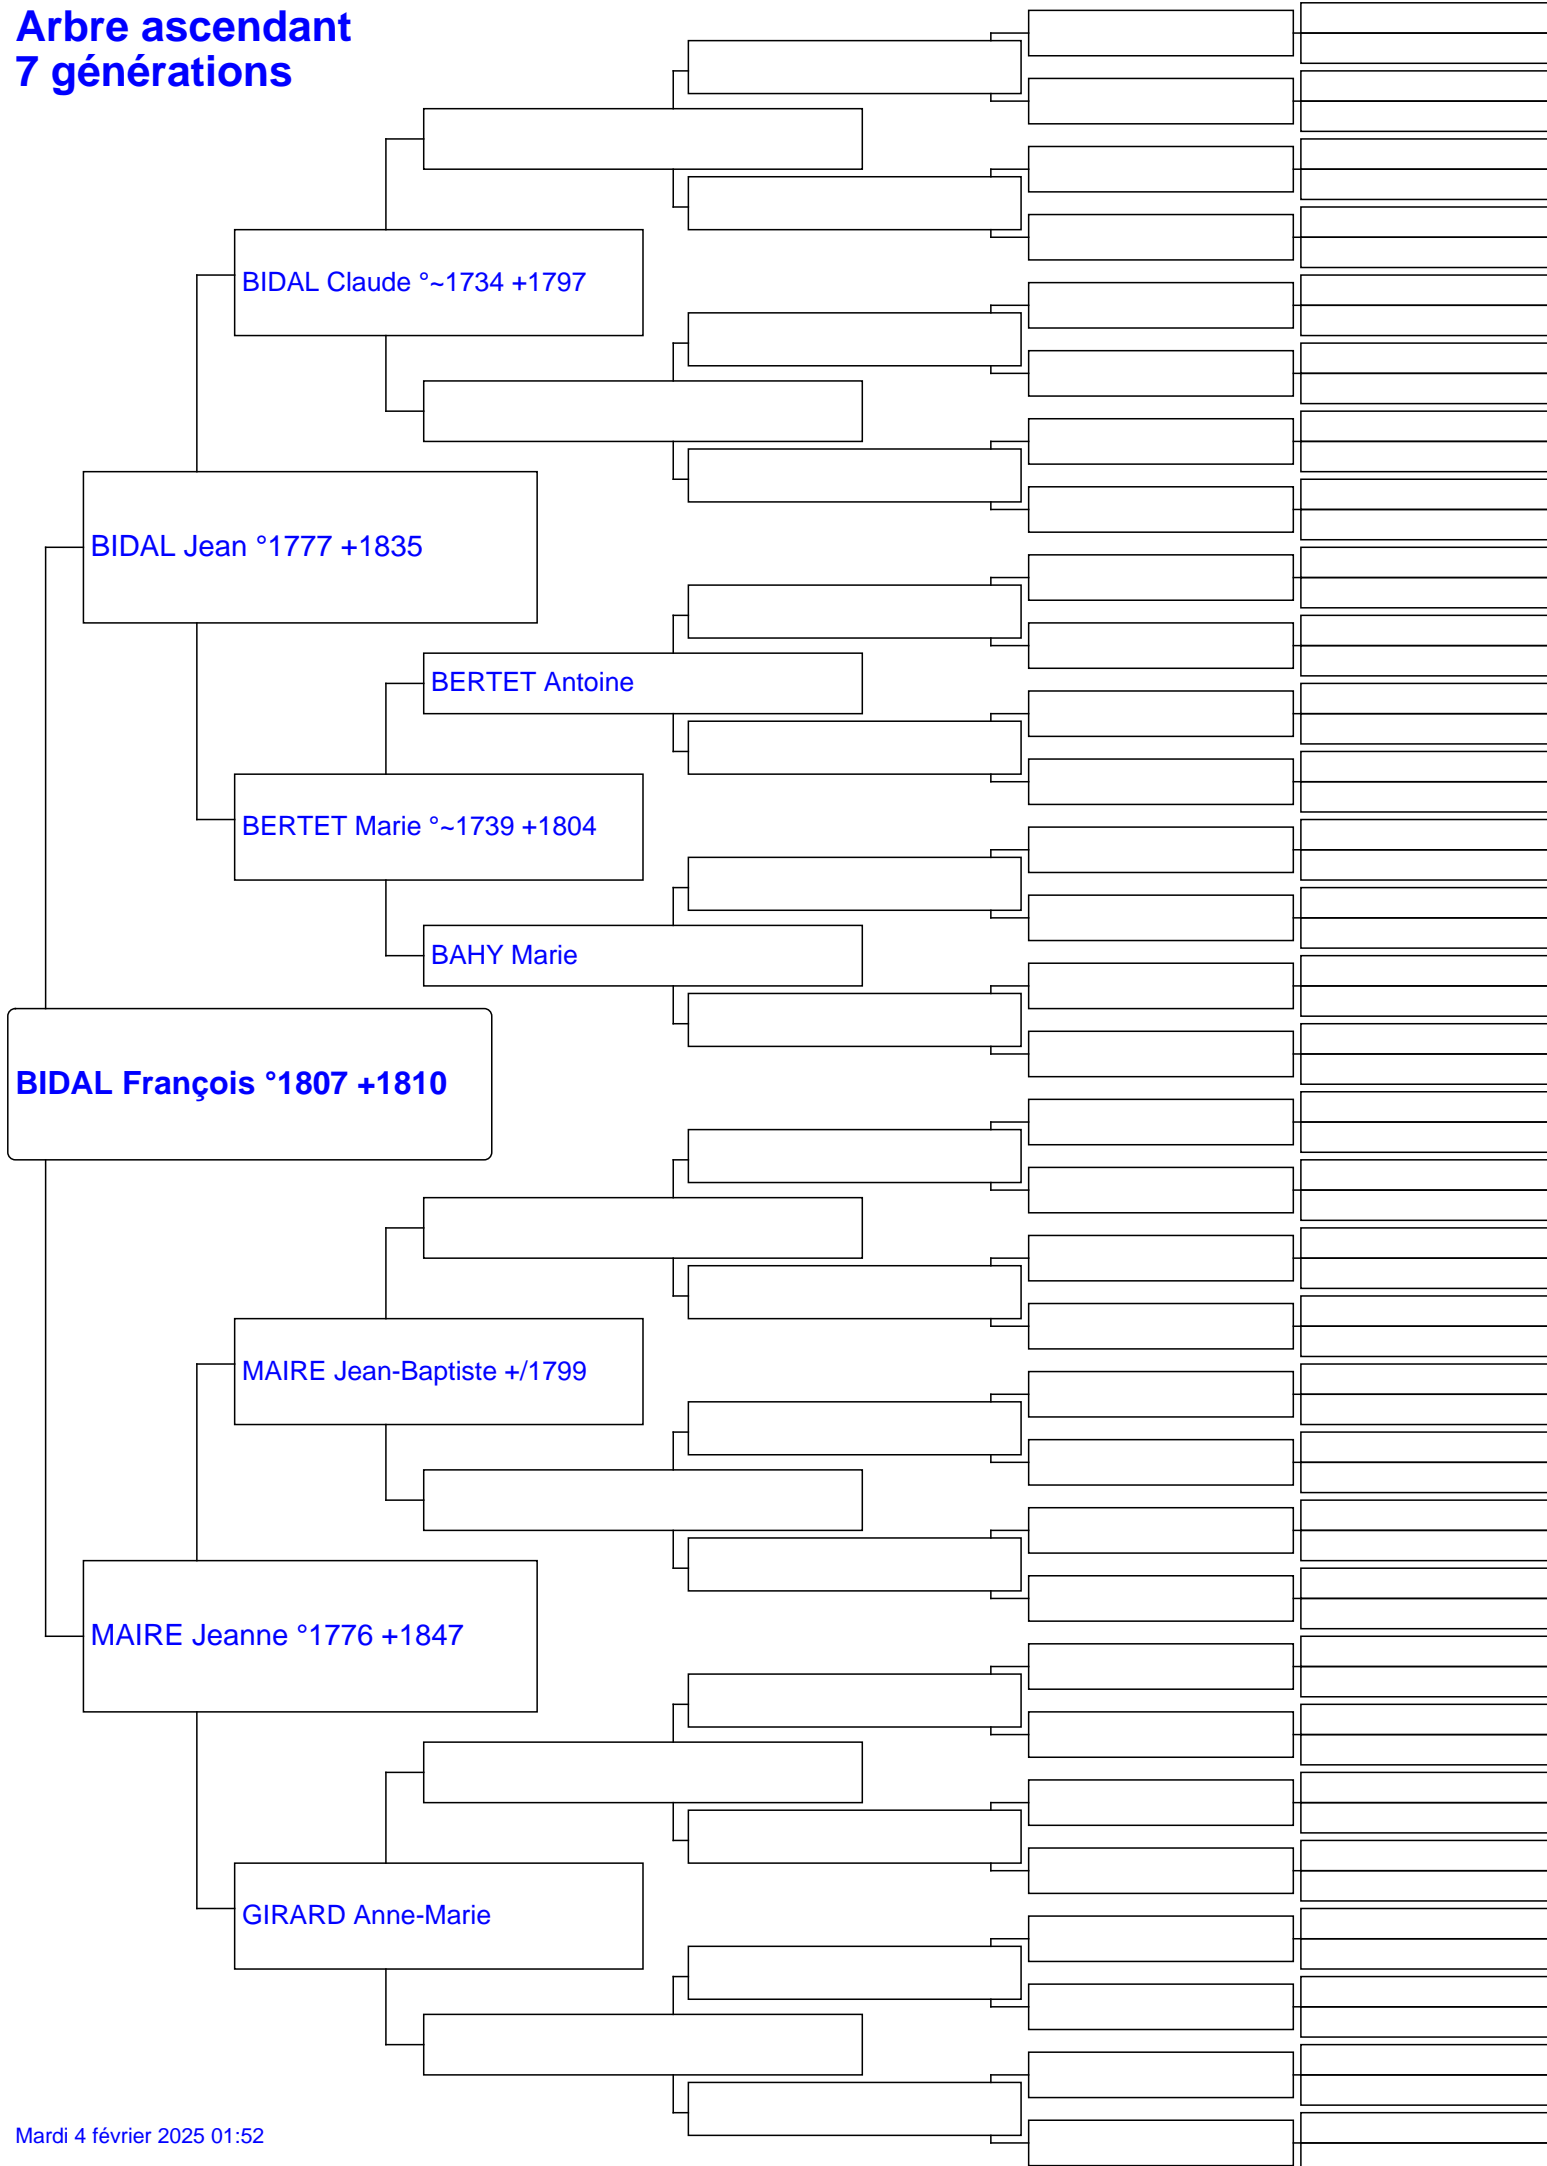 Arbre ascendant
7 générations
BIDAL Claude °~1734 +1797
BIDAL Jean °1777 +1835
BERTET Antoine
BERTET Marie °~1739 +1804
BAHY Marie
BIDAL François °1807 +1810
MAIRE Jean-Baptiste +/1799
MAIRE Jeanne °1776 +1847
GIRARD Anne-Marie
Mardi 4 février 2025 01:52